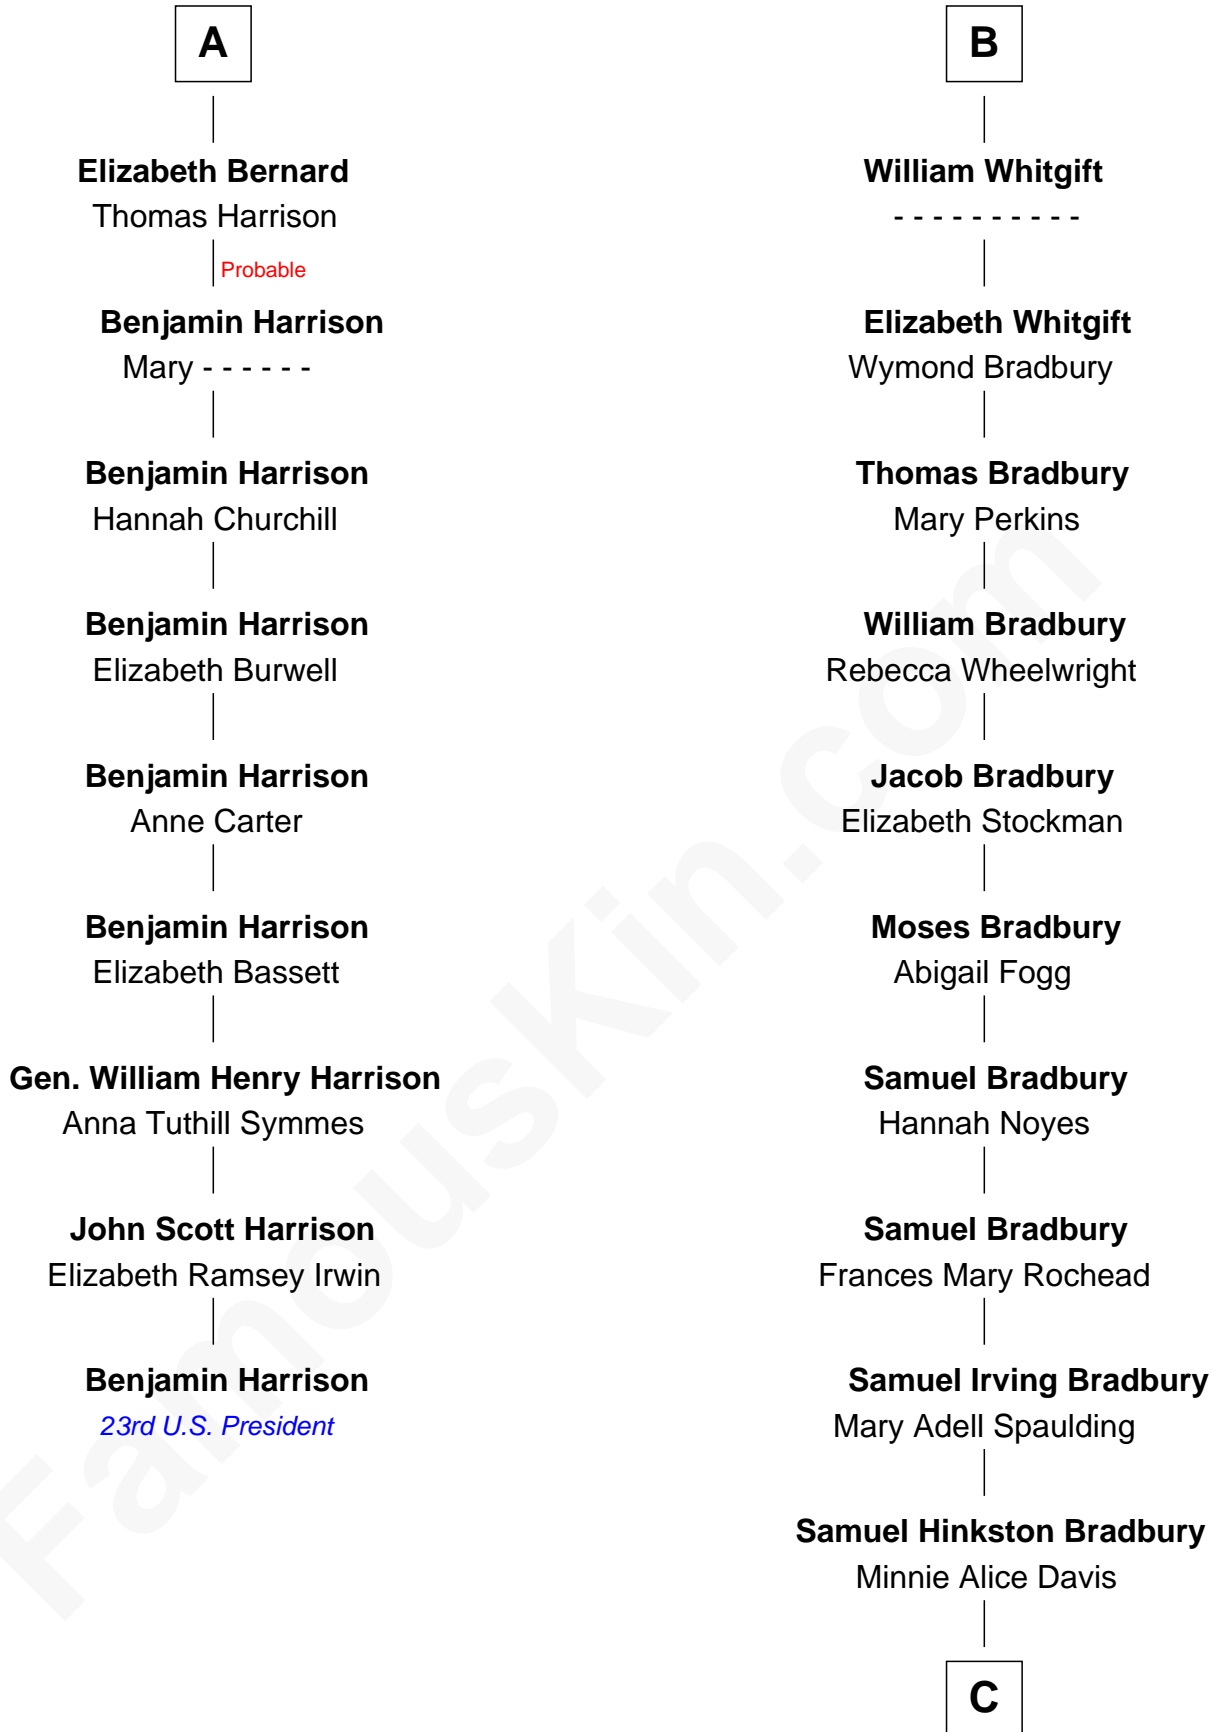 A
Elizabeth Bernard
Thomas Harrison
Probable
Benjamin Harrison
Mary - - - - - -
Benjamin Harrison
Hannah Churchill
Benjamin Harrison
Elizabeth Burwell
Benjamin Harrison
Anne Carter
Benjamin Harrison
Elizabeth Bassett
Gen. William Henry Harrison
Anna Tuthill Symmes
John Scott Harrison
Elizabeth Ramsey Irwin
Benjamin Harrison
23rd U.S. President
B
William Whitgift
- - - - - - - - - -
Elizabeth Whitgift
Wymond Bradbury
Thomas Bradbury
Mary Perkins
William Bradbury
Rebecca Wheelwright
Jacob Bradbury
Elizabeth Stockman
Moses Bradbury
Abigail Fogg
Samuel Bradbury
Hannah Noyes
Samuel Bradbury
Frances Mary Rochead
Samuel Irving Bradbury
Mary Adell Spaulding
Samuel Hinkston Bradbury
Minnie Alice Davis
C
FamousKin.com